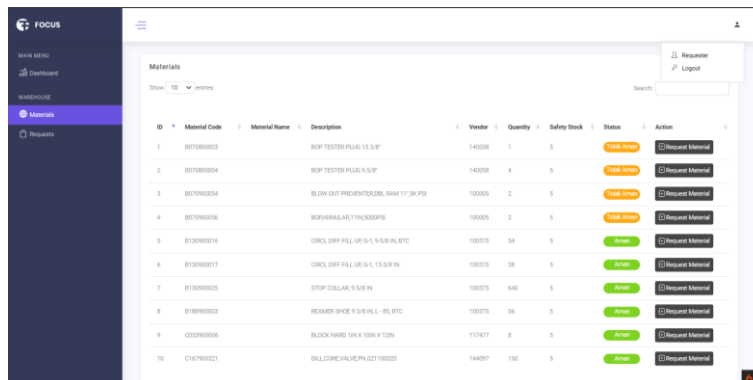 FOCUS
Requester
Logout
MAIN MENU
Dashboard
WAREHOUSE
Materials
Requests
Materials
Show 10 entries
Search:
ID Material Code Material Name Description Vendor Quantity Safety Stock Status Action
1 B070800003 BOP TESTER PLUG 13.3/8" 140058 1 5 Tidak Aman Request Material
2 B070800004 BOP TESTER PLUG 9.5/8" 140058 4 5 Tidak Aman Request Material
3 B070900054 BLOW OUT PREVENTER,DBL RAM 11",5K PSI 100005 2 5 Tidak Aman Request Material
4 B070900056 BOP,ANNULAR,11IN,5000PSI 100005 2 5 Tidak Aman Request Material
5 B130900016 CIRCL DIFF FILL UP, G-1, 9-5/8 IN, BTC 100375 54 5 Aman Request Material
6 B130900017 CIRCL DIFF FILL UP, G-1, 13-3/8 IN 100375 38 5 Aman Request Material
7 B130900025 STOP COLLAR, 9.5/8 IN 100375 640 5 Aman Request Material
8 B188900003 REAMER SHOE 9.5/8 IN, L - 80, BTC 100375 56 5 Aman Request Material
9 C053900006 BLOCK HARD 1IN X 10IN X 12IN 117477 8 5 Aman Request Material
10 C167900321 DILL,CORE,VALVE,PN.021100020 144097 150 5 Aman Request Material